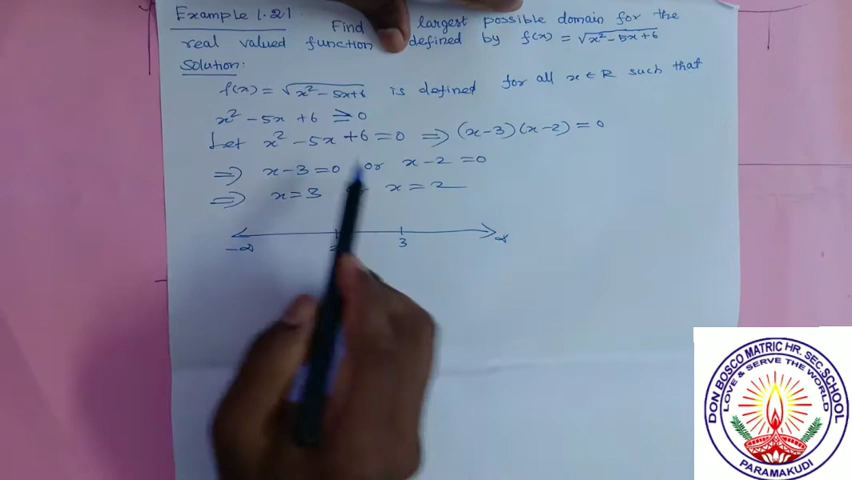 Example 1.21 Find largest possible domain for the
real valued function defined by f(x) = √x²-5x+6
Solution:
f(x) = √x²-5x+6 is defined for all x ∈ R such that
x² - 5x + 6 ≥ 0
Let x² - 5x + 6 = 0 ⇒ (x-3)(x-2) = 0
⇒ x-3=0 or x-2=0
⇒ x=3 x=2
-∞ 3 ∞
DON BOSCO MATRIC HR. SEC. SCHOOL
LOVE & SERVE THE WORLD
PARAMAKUDI